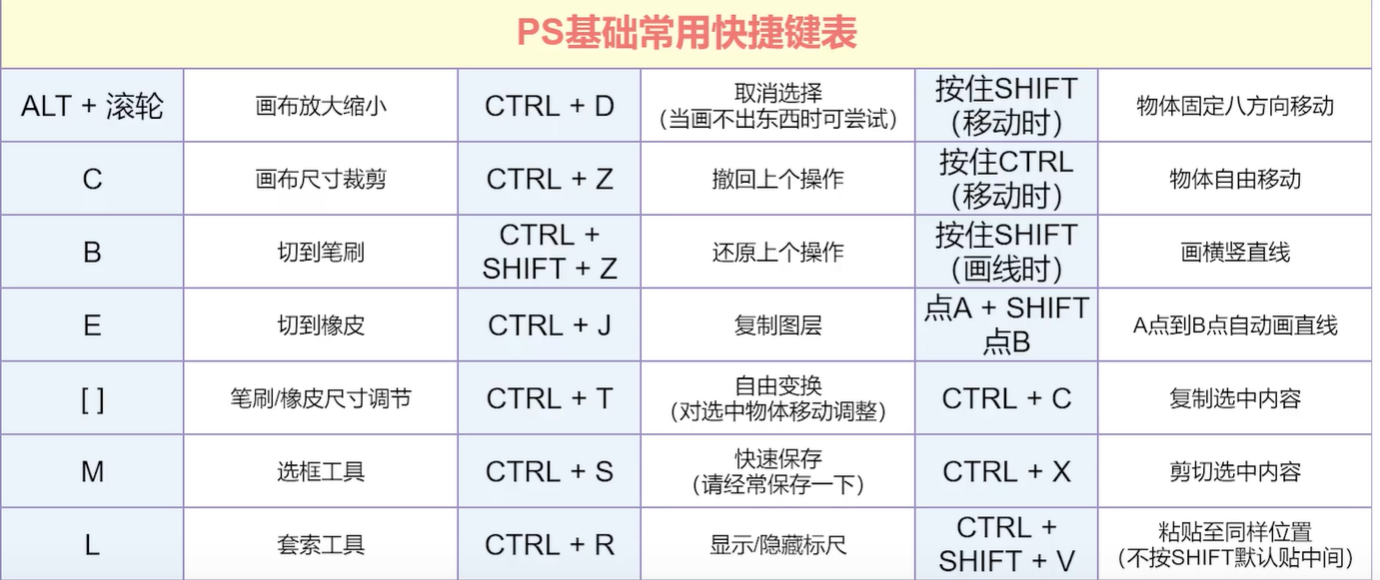 PS基础常用快捷键表
ALT + 滚轮
画布放大缩小
CTRL + D
取消选择
（当画不出东西时可尝试）
按住SHIFT
（移动时）
物体固定八方向移动
C
画布尺寸裁剪
CTRL + Z
撤回上个操作
按住CTRL
（移动时）
物体自由移动
B
切到笔刷
CTRL +
SHIFT + Z
还原上个操作
按住SHIFT
（画线时）
画横竖直线
E
切到橡皮
CTRL + J
复制图层
点A + SHIFT
点B
A点到B点自动画直线
[ ]
笔刷/橡皮尺寸调节
CTRL + T
自由变换
（对选中物体移动调整）
CTRL + C
复制选中内容
M
选框工具
CTRL + S
快速保存
（请经常保存一下）
CTRL + X
剪切选中内容
L
套索工具
CTRL + R
显示/隐藏标尺
CTRL +
SHIFT + V
粘贴至同样位置
（不按SHIFT默认贴中间）